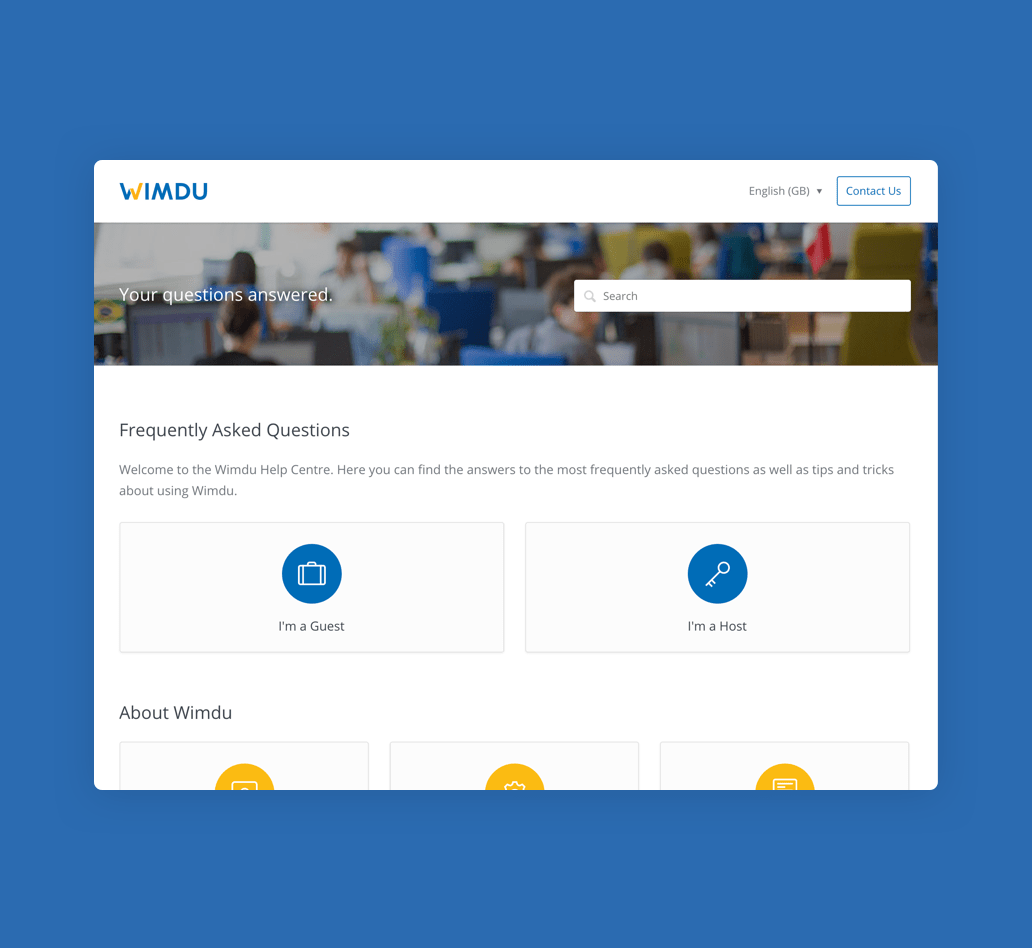 WIMDU
English (GB) ▼
Contact Us
Your questions answered.
Search
Frequently Asked Questions
Welcome to the Wimdu Help Centre. Here you can find the answers to the most frequently asked questions as well as tips and tricks
about using Wimdu.
I'm a Guest
I'm a Host
About Wimdu